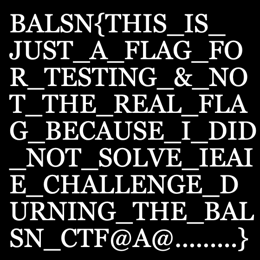 BALSN{THIS_IS_
JUST_A_FLAG_FO
R_TESTING_&_NO
T_THE_REAL_FLA
G_BECAUSE_I_DID
_NOT_SOLVE_IEAI
E_CHALLENGE_D
URNING_THE_BAL
SN_CTF@A@.........}